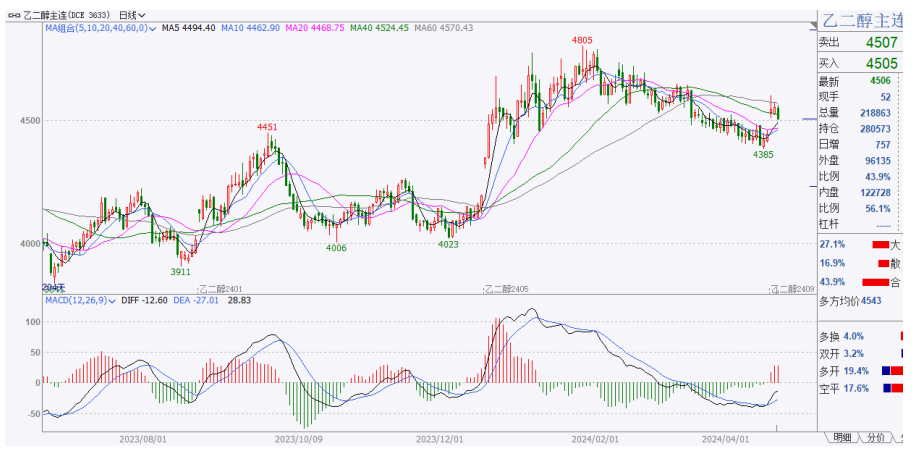 乙二醇主连(DCE 3633) 日线
MA组合(5,10,20,40,60,0) MA5 4494.40 MA10 4462.90 MA20 4468.75 MA40 4524.45 MA60 4570.43
4805
4500
4451
4385
4000
4006
4023
3911
乙二醇2401
乙二醇2405
乙二醇2409
MACD(12,26,9) DIFF -12.60 DEA -27.01 28.83
100
50
0
-50
2023/08/01
2023/10/09
2023/12/01
2024/02/01
2024/04/01
乙二醇主连
卖出 4507
买入 4505
最新 4506
现手 52
总量 218863
持仓 280573
日增 757
外盘 96135
比例 43.9%
内盘 122728
比例 56.1%
杠杆 -----
27.1% 大
16.9% 散
43.9% 合
多方均价4543
多换 4.0%
双开 3.2%
多开 19.4%
空平 17.6%
明细 分价